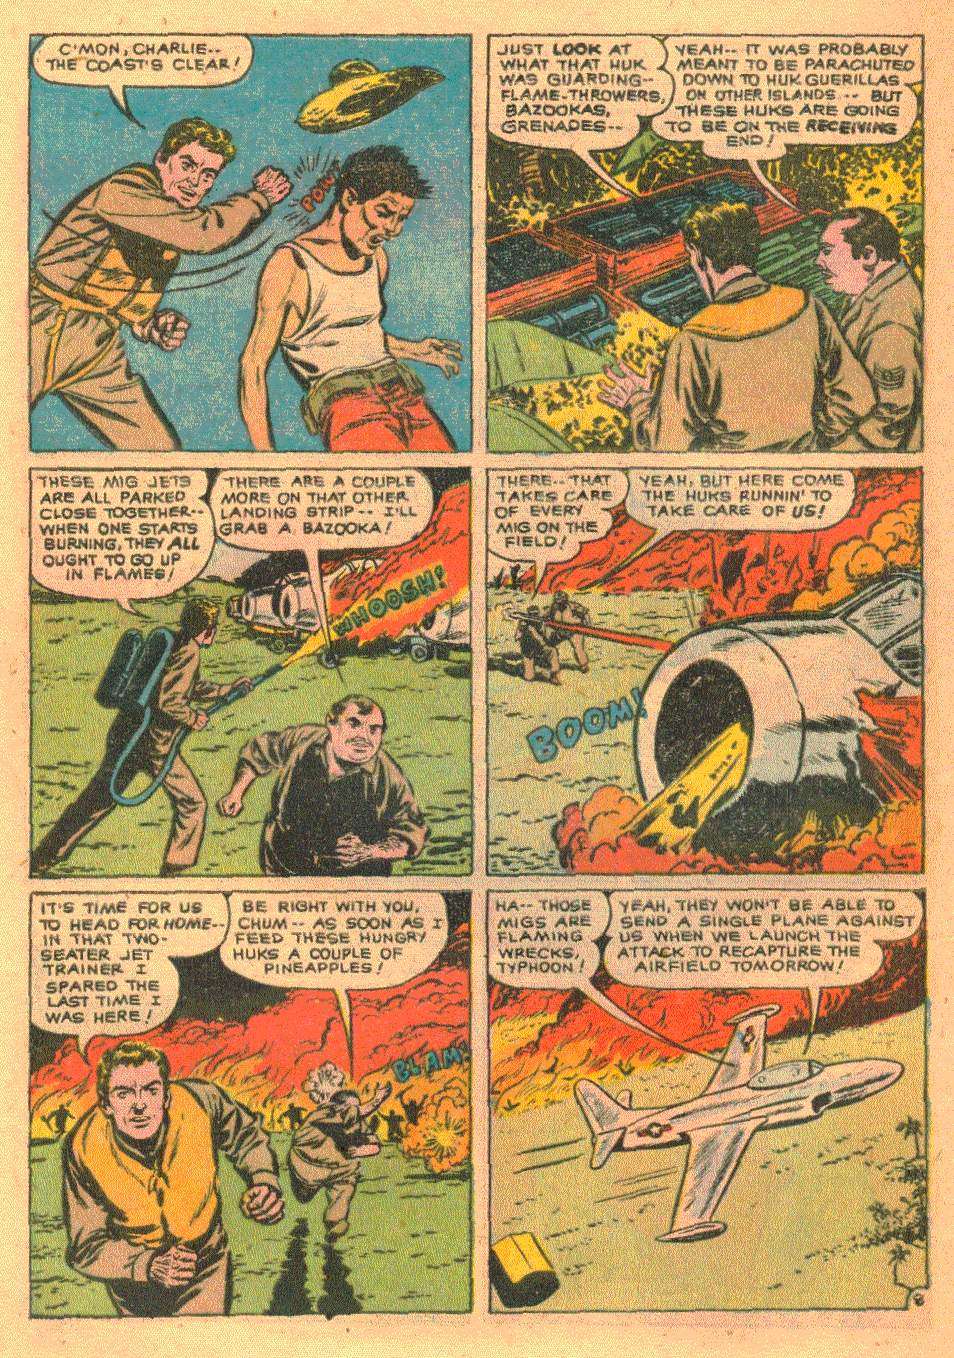 C'MON, CHARLIE--
THE COAST'S CLEAR!
POW!
JUST LOOK AT
WHAT THAT HUK
WAS GUARDING--
FLAME-THROWERS,
BAZOOKAS,
GRENADES--
YEAH-- IT WAS PROBABLY
MEANT TO BE PARACHUTED
DOWN TO HUK GUERILLAS
ON OTHER ISLANDS -- BUT
THESE HUKS ARE GOING
TO BE ON THE RECEIVING
END!
THESE MIG JETS
ARE ALL PARKED
CLOSE TOGETHER--
WHEN ONE STARTS
BURNING, THEY ALL
OUGHT TO GO UP
IN FLAMES!
THERE ARE A COUPLE
MORE ON THAT OTHER
LANDING STRIP-- I'LL
GRAB A BAZOOKA!
WHOOSH!
THERE-- THAT
TAKES CARE
OF EVERY
MIG ON THE
FIELD!
YEAH, BUT HERE COME
THE HUKS RUNNIN' TO
TAKE CARE OF US!
BOOM!
IT'S TIME FOR US
TO HEAD FOR HOME--
IN THAT TWO-
SEATER JET
TRAINER I
SPARED THE
LAST TIME I
WAS HERE!
BE RIGHT WITH YOU,
CHUM-- AS SOON AS I
FEED THESE HUNGRY
HUKS A COUPLE OF
PINEAPPLES!
BLAM!
HA-- THOSE
MIGS ARE
FLAMING
WRECKS,
TYPHOON!
YEAH, THEY WON'T BE ABLE TO
SEND A SINGLE PLANE AGAINST
US WHEN WE LAUNCH THE
ATTACK TO RECAPTURE THE
AIRFIELD TOMORROW!